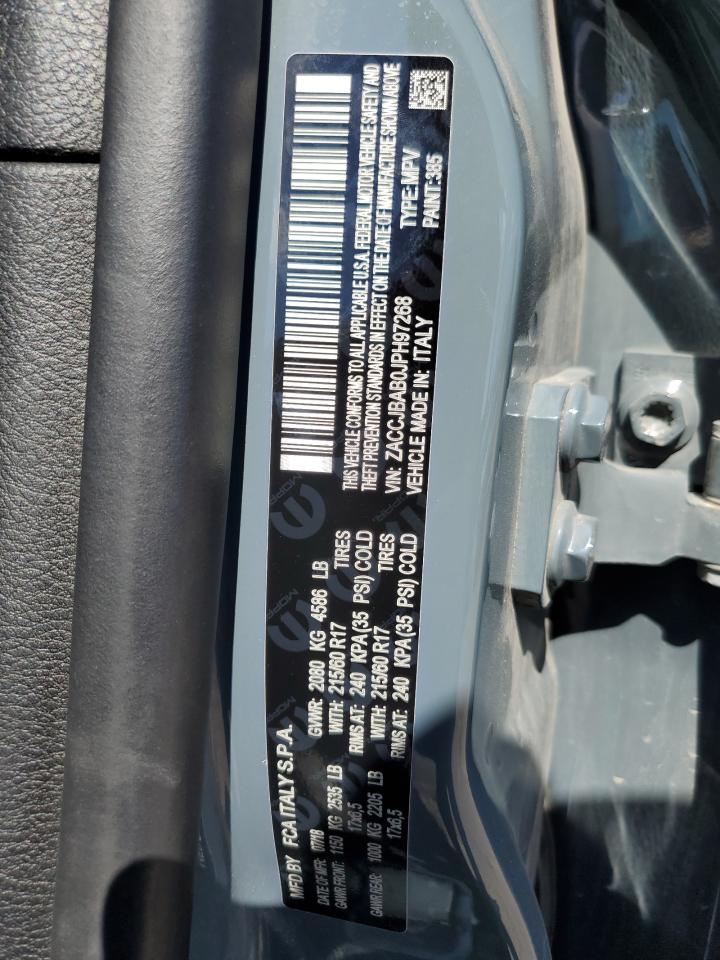 MFD BY FCA ITALY S.P.A.
DATE OF MFR: 07/18 GVWR: 2080 KG 4586 LB
GAWR FRONT: 1150 KG 2535 LB WITH: 215/60 R17 TIRES
17x6,5 RIMS AT: 240 KPA(35 PSI) COLD
GAWR REAR: 1000 KG 2205 LB WITH: 215/60 R17 TIRES
17x6,5 RIMS AT: 240 KPA(35 PSI) COLD
THIS VEHICLE CONFORMS TO ALL APPLICABLE U.S.A. FEDERAL MOTOR VEHICLE SAFETY AND
THEFT PREVENTION STANDARDS IN EFFECT ON THE DATE OF MANUFACTURE SHOWN ABOVE
VIN: ZACCJBAB0JPH97268 TYPE: MPV
VEHICLE MADE IN: ITALY PAINT: 385
MOPAR